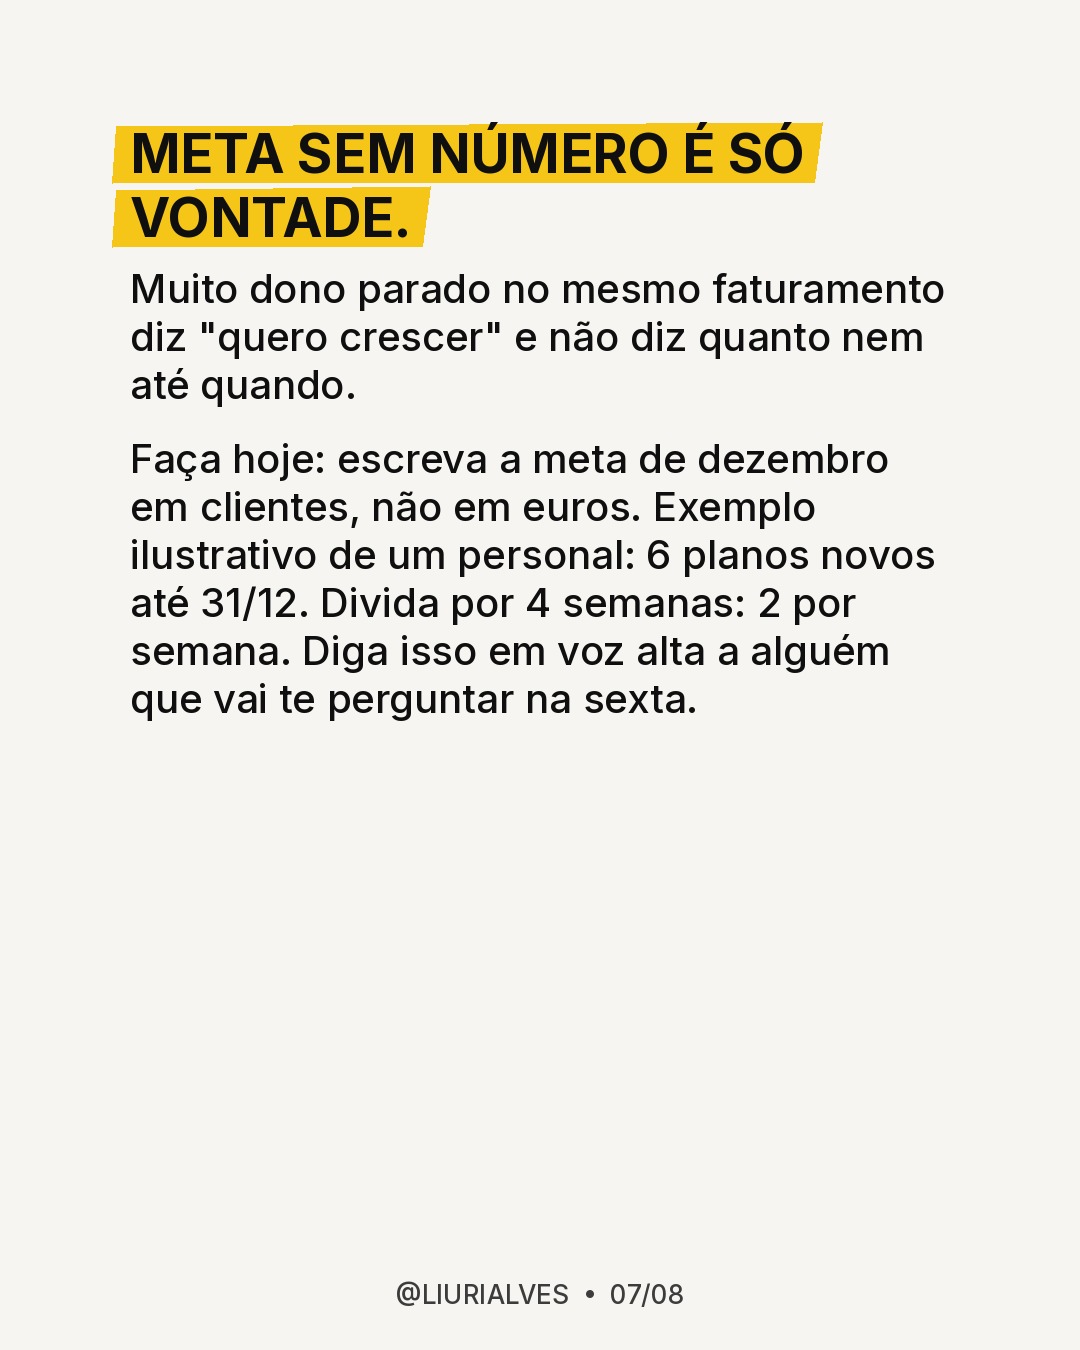 META SEM NÚMERO É SÓ
VONTADE.
Muito dono parado no mesmo faturamento
diz "quero crescer" e não diz quanto nem
até quando.
Faça hoje: escreva a meta de dezembro
em clientes, não em euros. Exemplo
ilustrativo de um personal: 6 planos novos
até 31/12. Divida por 4 semanas: 2 por
semana. Diga isso em voz alta a alguém
que vai te perguntar na sexta.
@LIURIALVES • 07/08